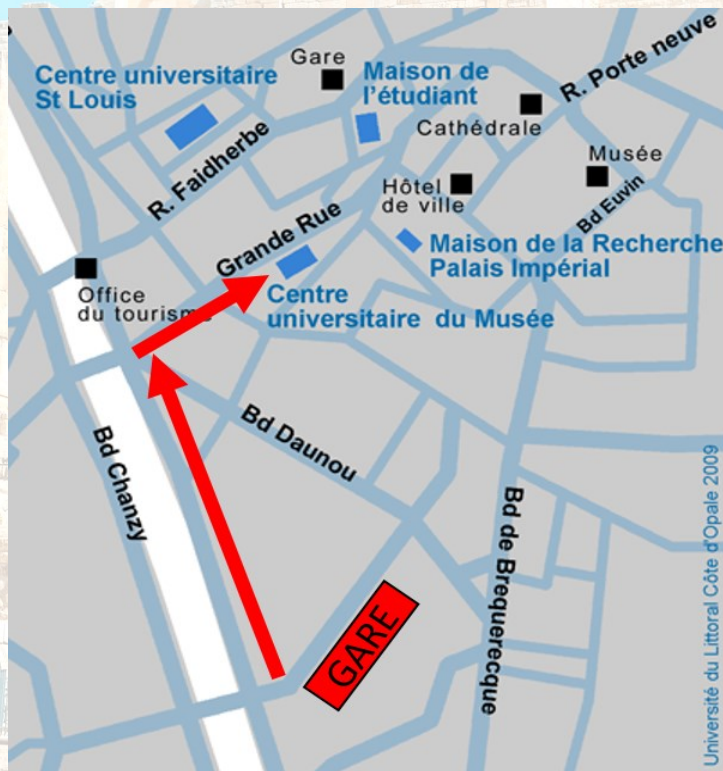 Gare
Centre universitaire
St Louis
Maison de
l'étudiant
R. Porte neuve
Cathédrale
R. Faidherbe
Musée
Hôtel
de ville
Bd Euvin
Grande Rue
Maison de la Recherche
Palais Impérial
Office
du tourisme
Centre
universitaire du Musée
Bd Daunou
Bd Chanzy
Bd de Brequerecque
GARE
Université du Littoral Côte d'Opale 2009